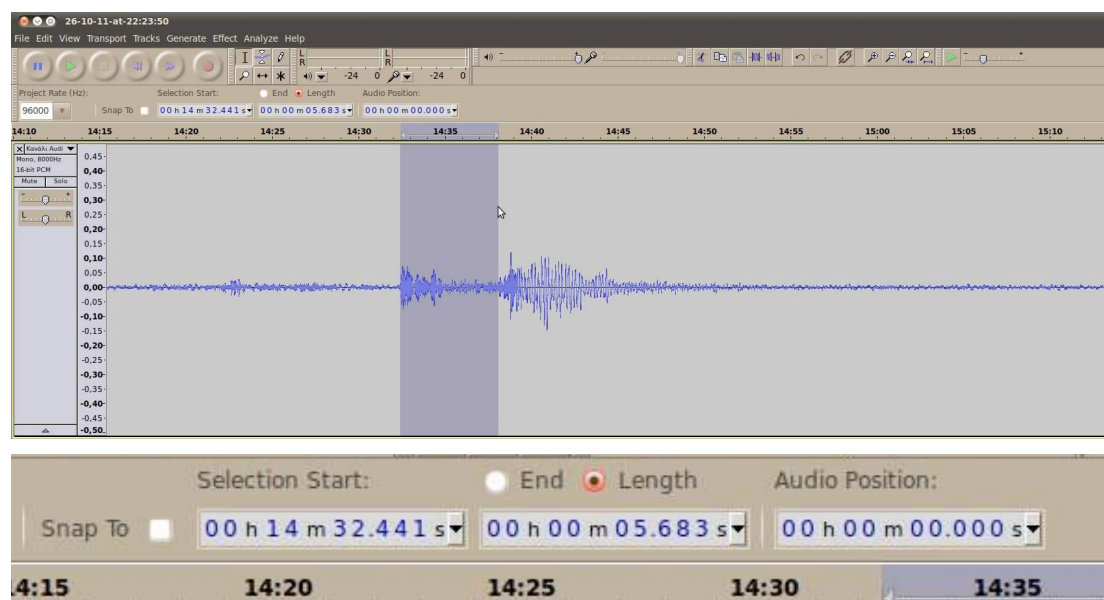 26-10-11-at-22:23:50
File Edit View Transport Tracks Generate Effect Analyze Help
L
R
-24 0
L
R
-24 0
Project Rate (Hz): Selection Start: End Length Audio Position:
96000 Snap To 00 h 14 m 32.441 s 00 h 00 m 05.683 s 00 h 00 m 00.000 s
14:10 14:15 14:20 14:25 14:30 14:35 14:40 14:45 14:50 14:55 15:00 15:05 15:10
X Κανάλι Audi
Mono, 8000Hz
16-bit PCM
Mute Solo
- +
L R
0,45
0,40
0,35
0,30
0,25
0,20
0,15
0,10
0,05
0,00
-0,05
-0,10
-0,15
-0,20
-0,25
-0,30
-0,35
-0,40
-0,45
-0,50
Selection Start: End Length Audio Position:
Snap To 00 h 14 m 32.441 s 00 h 00 m 05.683 s 00 h 00 m 00.000 s
4:15 14:20 14:25 14:30 14:35